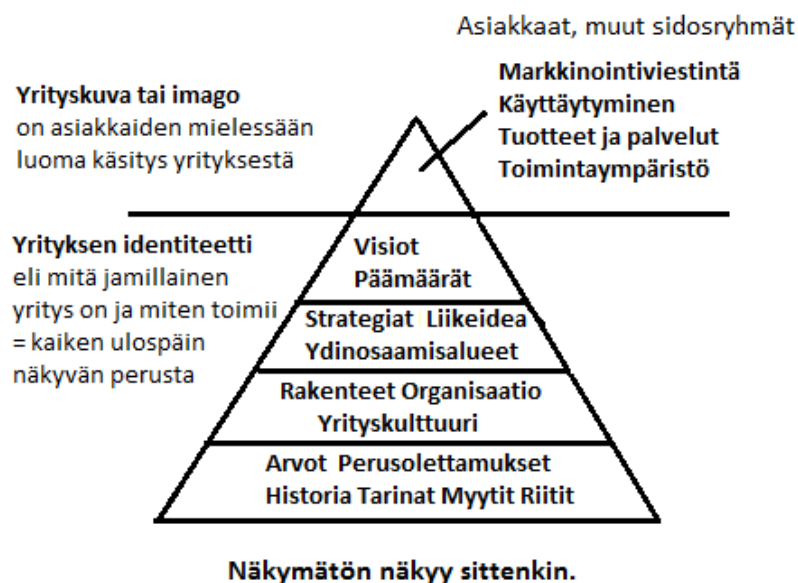 Asiakkaat, muut sidosryhmät
Markkinointiviestintä
Käyttäytyminen
Tuotteet ja palvelut
Toimintaympäristö
Yrityskuva tai imago
on asiakkaiden mielessään
luoma käsitys yrityksestä
Yrityksen identiteetti
eli mitä jamillainen
yritys on ja miten toimii
= kaiken ulospäin
näkyvän perusta
Visiot
Päämäärät
Strategiat Liikeidea
Ydinosaamisalueet
Rakenteet Organisaatio
Yrityskulttuuri
Arvot Perusolettamukset
Historia Tarinat Myytit Riitit
Näkymätön näkyy sittenkin.